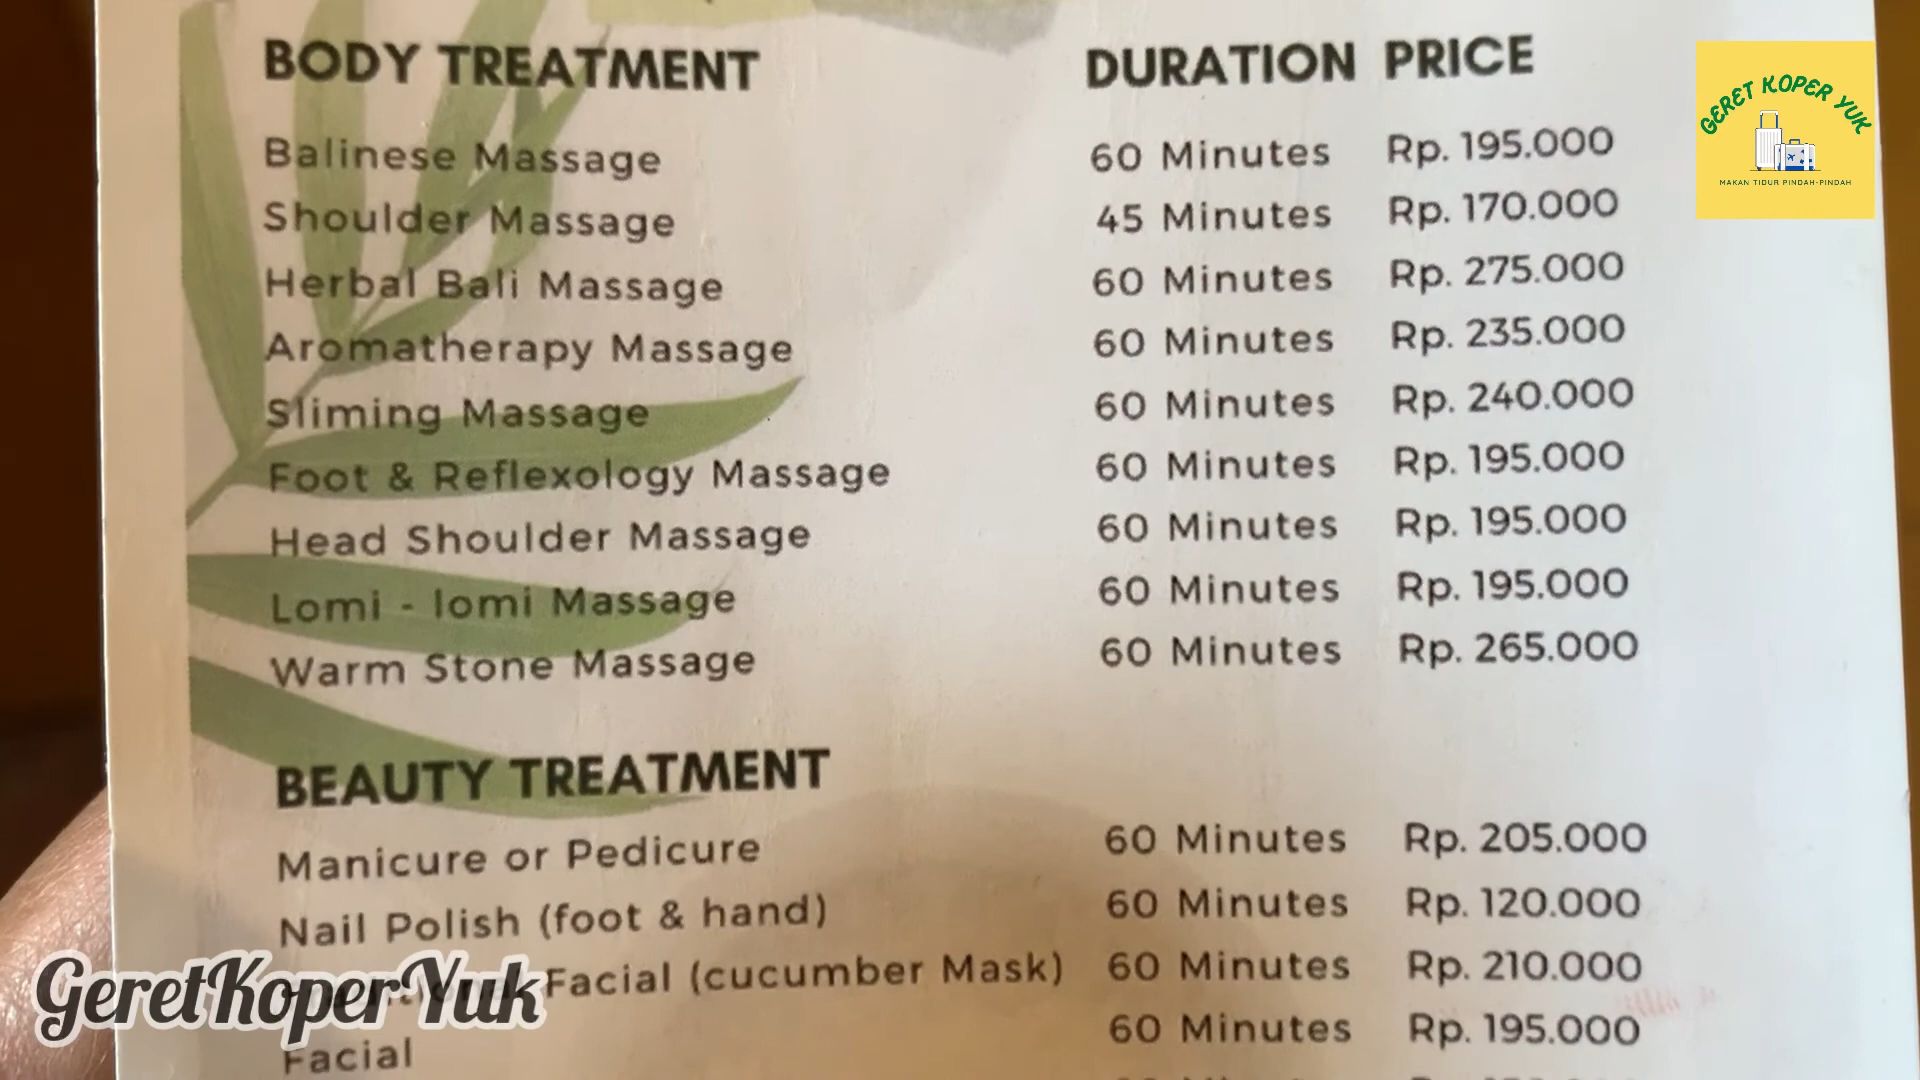 BODY TREATMENT DURATION PRICE
Balinese Massage 60 Minutes Rp. 195.000
Shoulder Massage 45 Minutes Rp. 170.000
Herbal Bali Massage 60 Minutes Rp. 275.000
Aromatherapy Massage 60 Minutes Rp. 235.000
Sliming Massage 60 Minutes Rp. 240.000
Foot & Reflexology Massage 60 Minutes Rp. 195.000
Head Shoulder Massage 60 Minutes Rp. 195.000
Lomi - lomi Massage 60 Minutes Rp. 195.000
Warm Stone Massage 60 Minutes Rp. 265.000
BEAUTY TREATMENT
Manicure or Pedicure 60 Minutes Rp. 205.000
Nail Polish (foot & hand) 60 Minutes Rp. 120.000
Facial (cucumber Mask) 60 Minutes Rp. 210.000
Facial 60 Minutes Rp. 195.000
GERET KOPER YUK
MAKAN TIDUR PINDAH-PINDAH
GeretKoperYuk